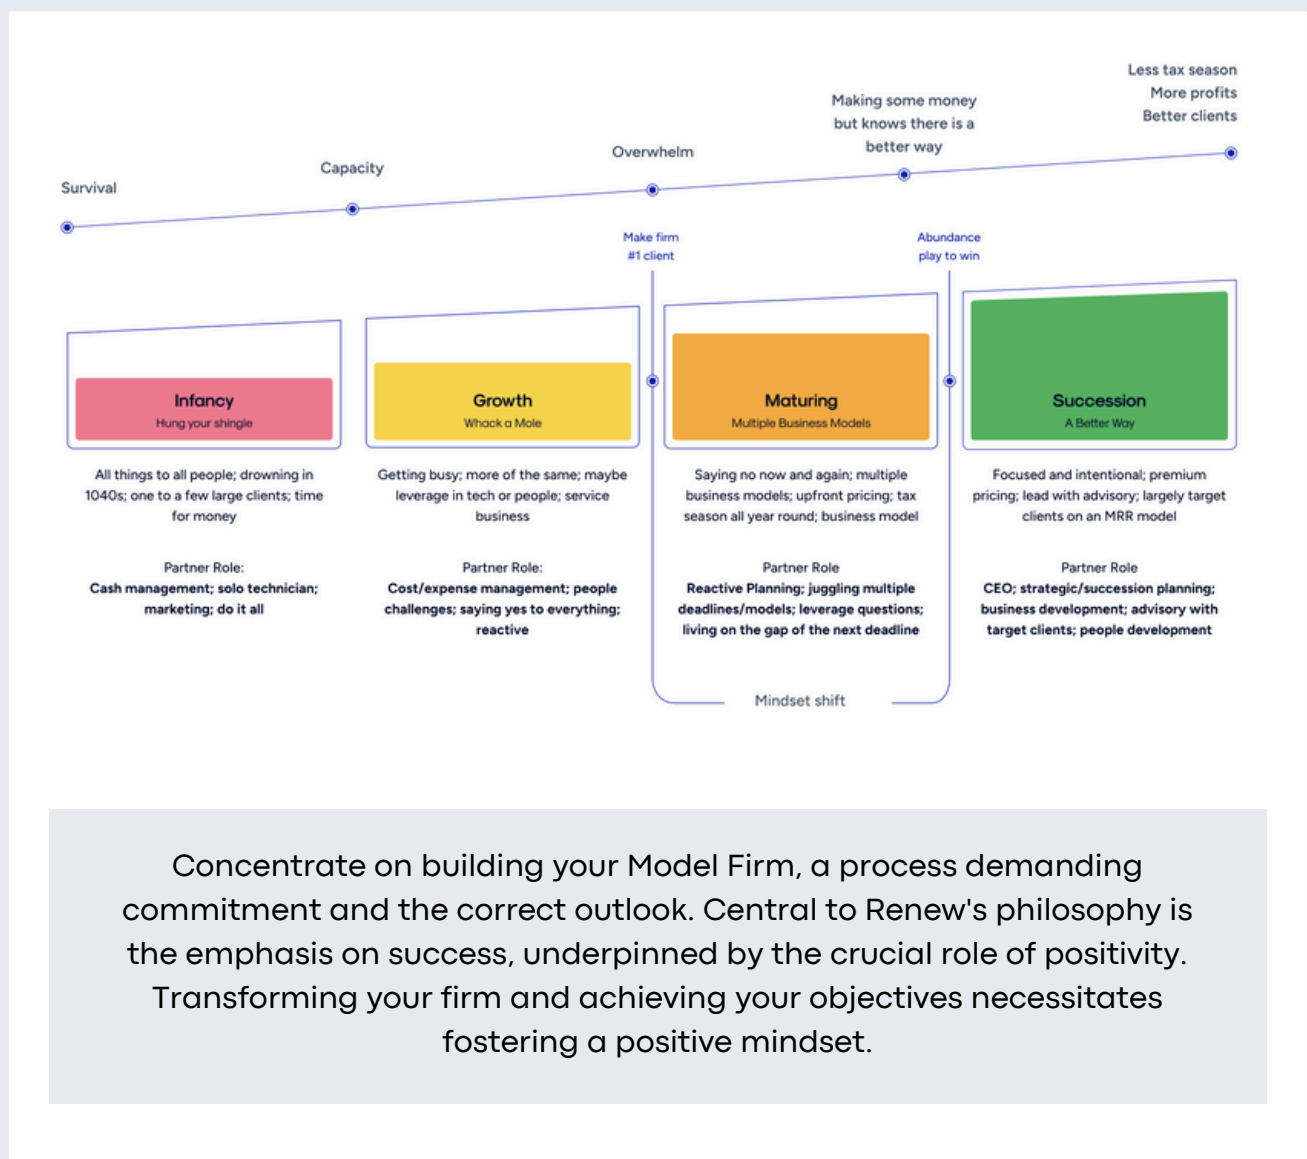 Survival
Capacity
Overwhelm
Making some money
but knows there is a
better way
Less tax season
More profits
Better clients
Make firm
#1 client
Abundance
play to win
Infancy
Hung your shingle
All things to all people; drowning in
1040s; one to a few large clients; time
for money
Partner Role:
Cash management; solo technician;
marketing; do it all
Growth
Whack a Mole
Getting busy; more of the same; maybe
leverage in tech or people; service
business
Partner Role:
Cost/expense management; people
challenges; saying yes to everything;
reactive
Maturing
Multiple Business Models
Saying no now and again; multiple
business models; upfront pricing; tax
season all year round; business model
Partner Role
Reactive Planning; juggling multiple
deadlines/models; leverage questions;
living on the gap of the next deadline
Succession
A Better Way
Focused and intentional; premium
pricing; lead with advisory; largely target
clients on an MRR model
Partner Role
CEO; strategic/succession planning;
business development; advisory with
target clients; people development
Mindset shift
Concentrate on building your Model Firm, a process demanding
commitment and the correct outlook. Central to Renew's philosophy is
the emphasis on success, underpinned by the crucial role of positivity.
Transforming your firm and achieving your objectives necessitates
fostering a positive mindset.